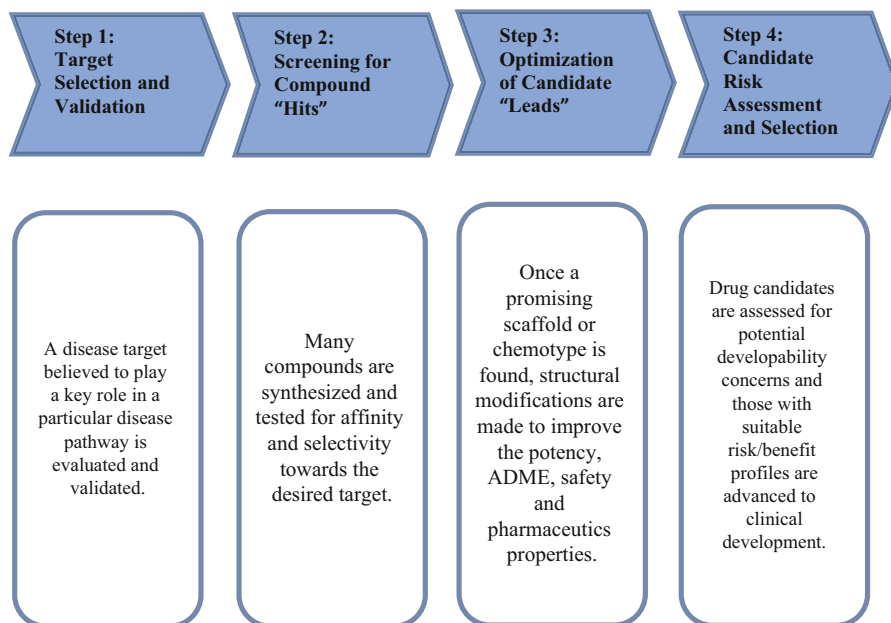 Step 1:
Target
Selection and
Validation
Step 2:
Screening for
Compound
“Hits”
Step 3:
Optimization
of Candidate
“Leads”
Step 4:
Candidate
Risk
Assessment
and Selection
A disease target
believed to play
a key role in a
particular disease
pathway is
evaluated and
validated.
Many
compounds are
synthesized and
tested for affinity
and selectivity
towards the
desired target.
Once a
promising
scaffold or
chemotype is
found, structural
modifications are
made to improve
the potency,
ADME, safety
and
pharmaceutics
properties.
Drug candidates
are assessed for
potential
developability
concerns and
those with
suitable
risk/benefit
profiles are
advanced to
clinical
development.